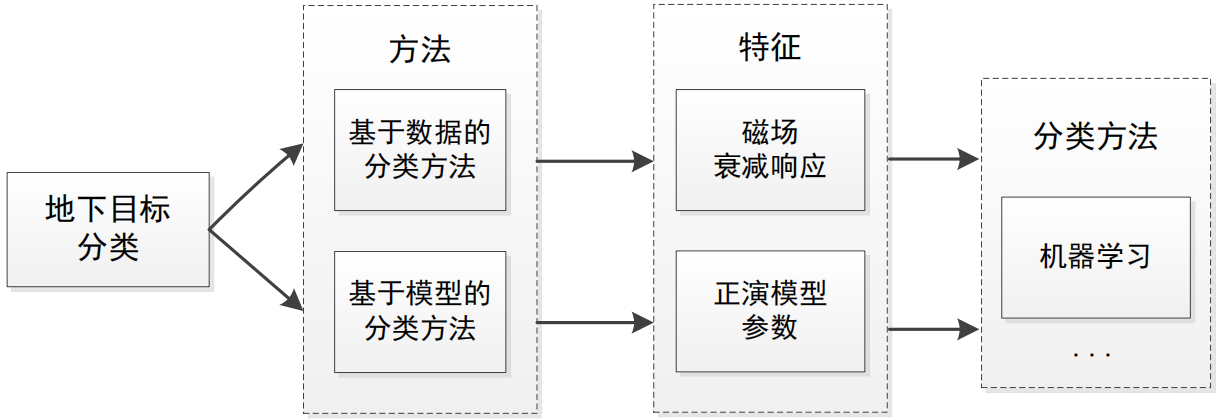 地下目标
分类
方法
基于数据的
分类方法
基于模型的
分类方法
特征
磁场
衰减响应
正演模型
参数
分类方法
机器学习
. . .